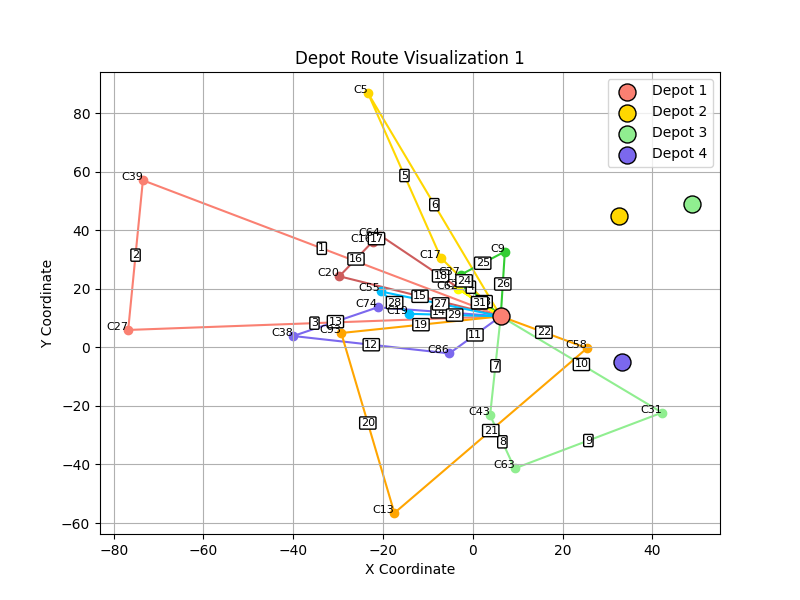 Depot Route Visualization 1
Depot 1
Depot 2
Depot 3
Depot 4
Y Coordinate
80
60
40
20
0
−20
−40
−60
−80
−60
−40
−20
0
20
40
X Coordinate
C5
C39
C64
C17
C9
C20
C37
C55
C74
C19
C27
C38
C93
C86
C58
C43
C31
C63
C13
1
2
3
5
6
7
8
9
10
11
12
13
14
15
16
17
18
19
20
21
22
24
25
26
27
28
29
31